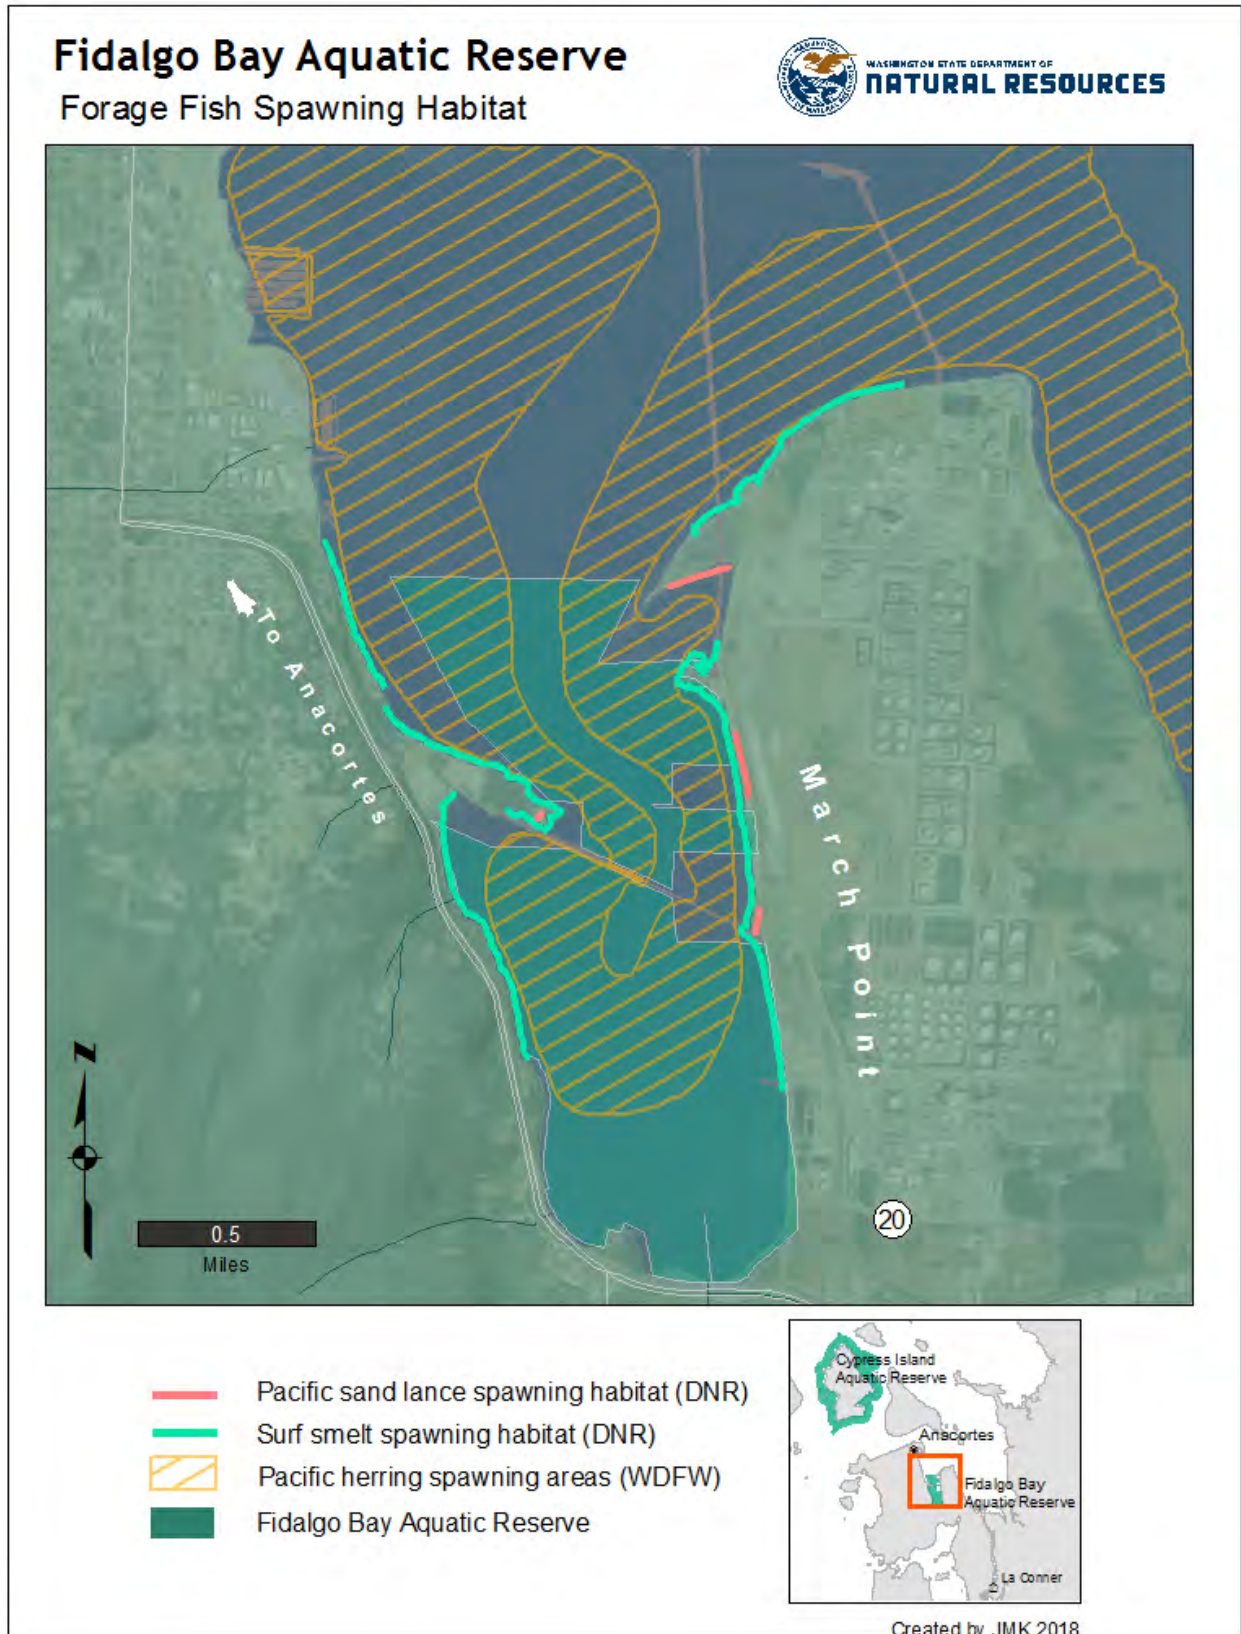 Fidalgo Bay Aquatic Reserve
Forage Fish Spawning Habitat
WASHINGTON STATE DEPARTMENT OF
NATURAL RESOURCES
To Anacortes
March Point
N
20
0.5
Miles
Pacific sand lance spawning habitat (DNR)
Surf smelt spawning habitat (DNR)
Pacific herring spawning areas (WDFW)
Fidalgo Bay Aquatic Reserve
Cypress Island
Aquatic Reserve
Anacortes
Fidalgo Bay
Aquatic Reserve
La Conner
Created by JMK 2018